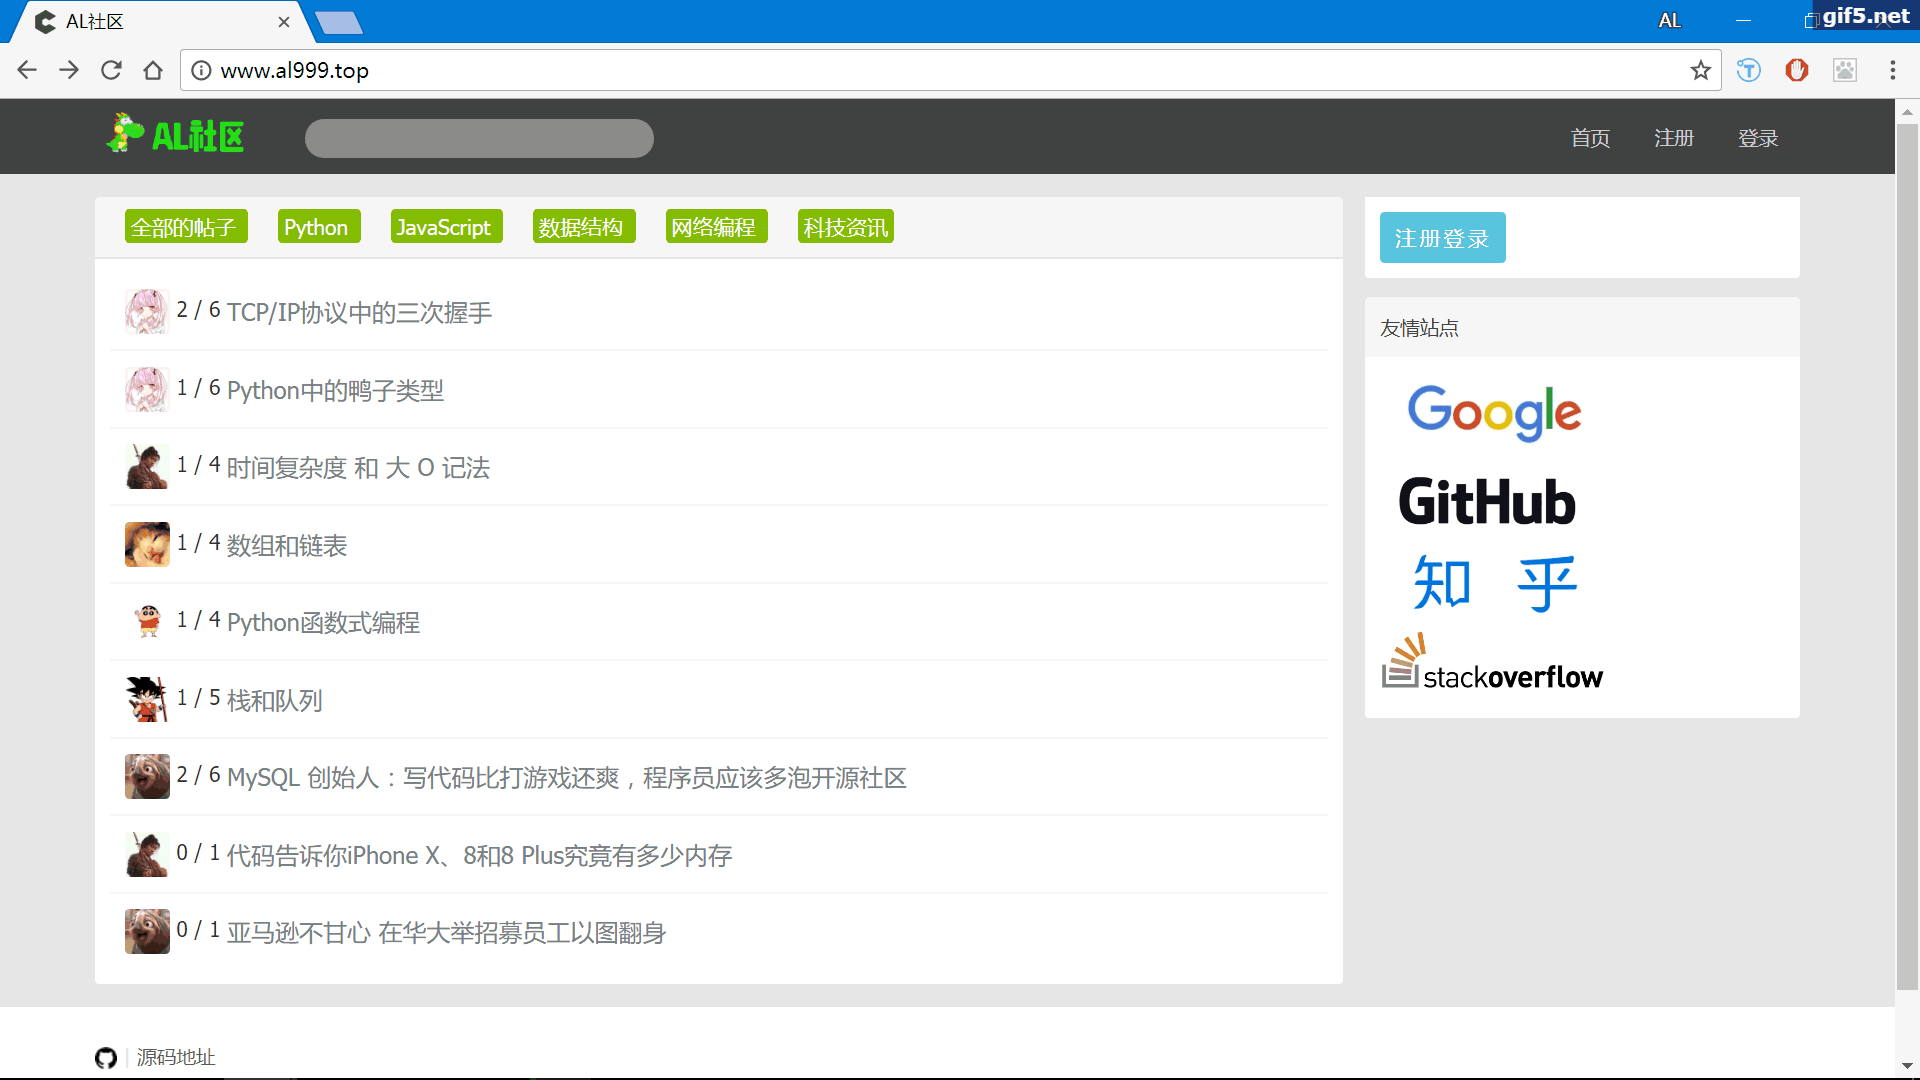 AL社区
AL
gif5.net
www.al999.top
AL社区
首页 注册 登录
全部的帖子 Python JavaScript 数据结构 网络编程 科技资讯
注册登录
2 / 6 TCP/IP协议中的三次握手
1 / 6 Python中的鸭子类型
1 / 4 时间复杂度 和 大 O 记法
1 / 4 数组和链表
1 / 4 Python函数式编程
1 / 5 栈和队列
2 / 6 MySQL 创始人：写代码比打游戏还爽，程序员应该多泡开源社区
0 / 1 代码告诉你iPhone X、8和8 Plus究竟有多少内存
0 / 1 亚马逊不甘心 在华大举招募员工以图翻身
友情站点
Google
GitHub
知 乎
stackoverflow
源码地址